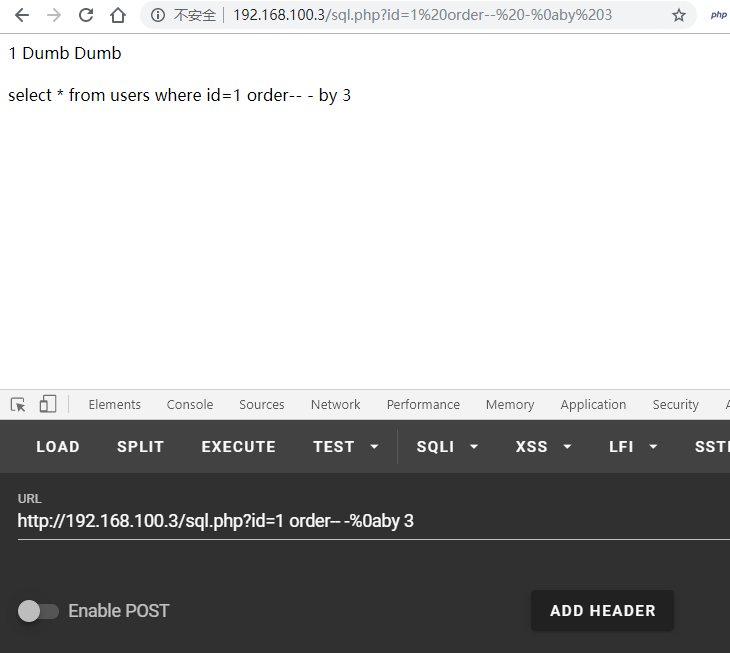 不安全 192.168.100.3/sql.php?id=1%20order--%20-%0aby%203 php
1 Dumb Dumb
select * from users where id=1 order-- - by 3
Elements Console Sources Network Performance Memory Application Security
LOAD SPLIT EXECUTE TEST SQLI XSS LFI SSTI
URL
http://192.168.100.3/sql.php?id=1 order-- -%0aby 3
Enable POST ADD HEADER